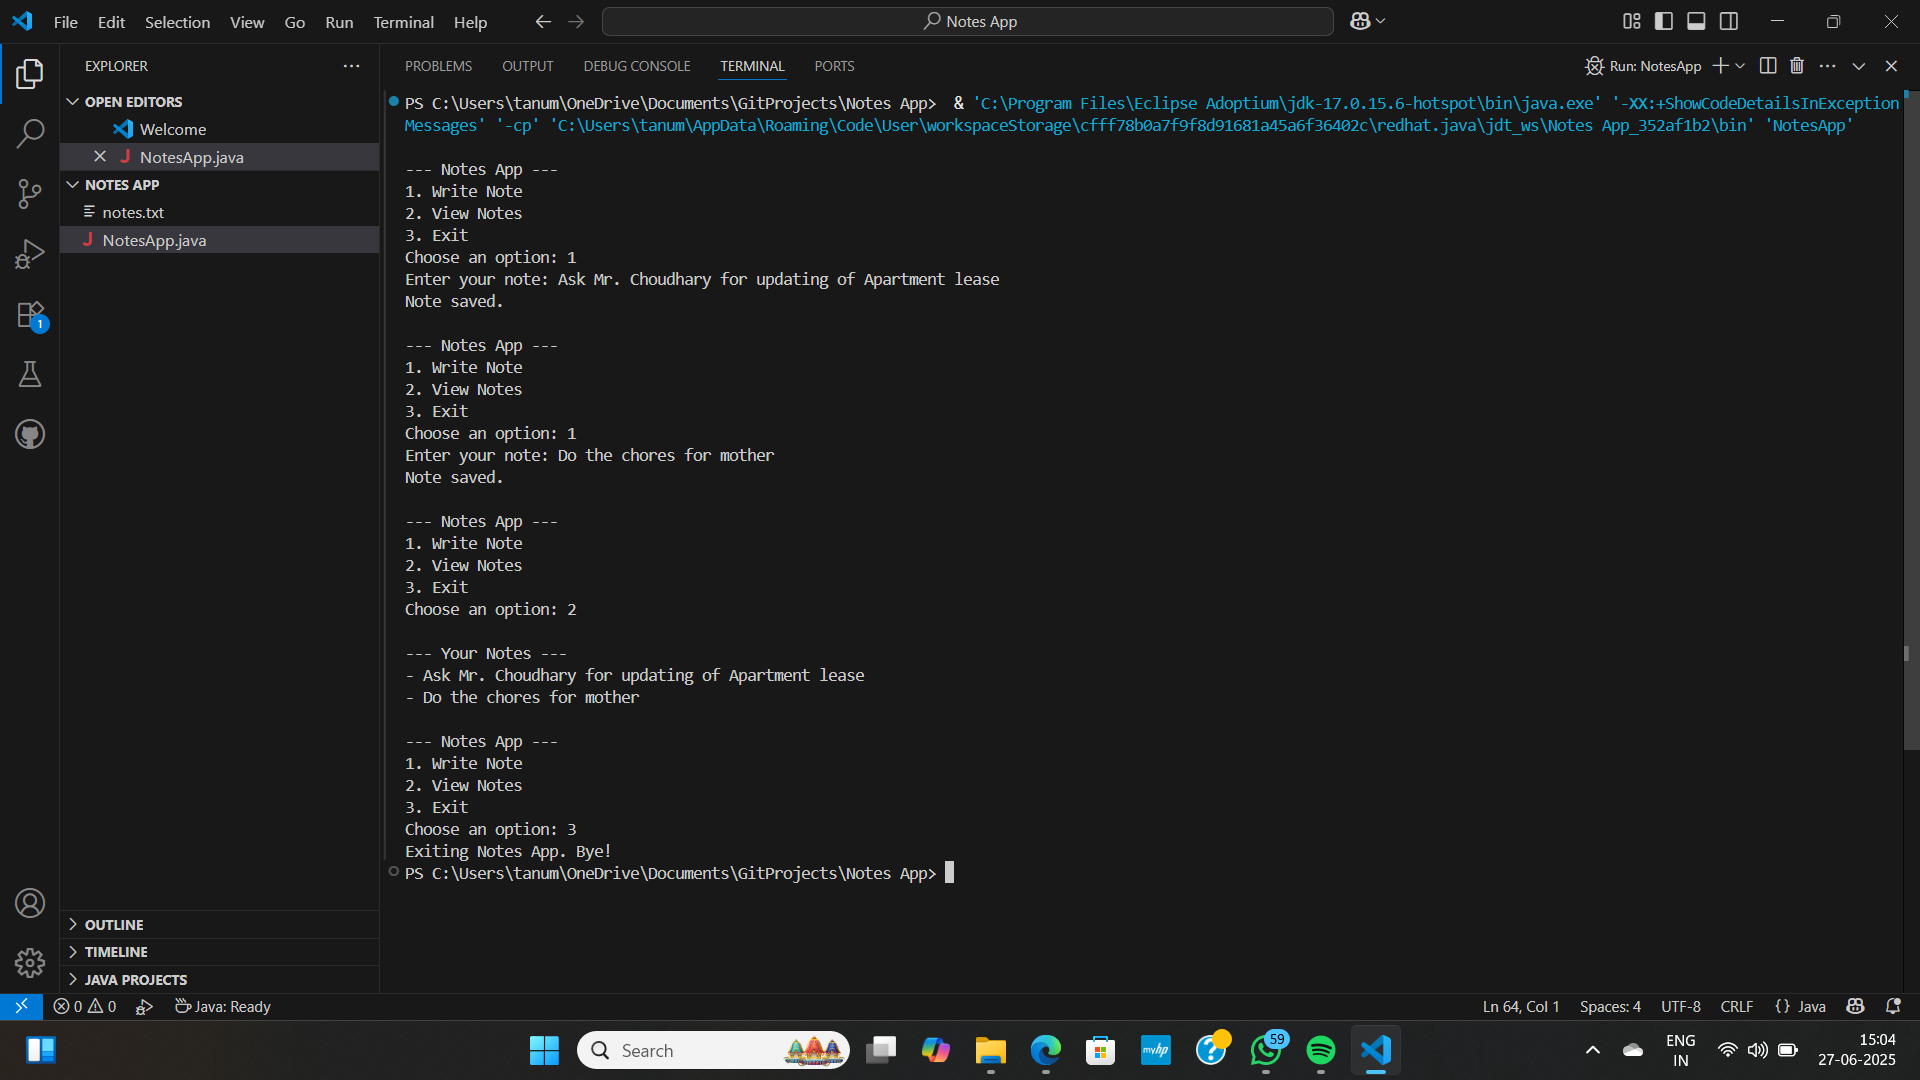 File Edit Selection View Go Run Terminal Help
Notes App
EXPLORER
OPEN EDITORS
Welcome
J NotesApp.java
NOTES APP
notes.txt
J NotesApp.java
1
OUTLINE
TIMELINE
JAVA PROJECTS
PROBLEMS OUTPUT DEBUG CONSOLE TERMINAL PORTS
Run: NotesApp
PS C:\Users\tanum\OneDrive\Documents\GitProjects\Notes App> & 'C:\Program Files\Eclipse Adoptium\jdk-17.0.15.6-hotspot\bin\java.exe' '-XX:+ShowCodeDetailsInException
Messages' '-cp' 'C:\Users\tanum\AppData\Roaming\Code\User\workspaceStorage\cfff78b0a7f9f8d91681a45a6f36402c\redhat.java\jdt_ws\Notes App_352af1b2\bin' 'NotesApp'
--- Notes App ---
1. Write Note
2. View Notes
3. Exit
Choose an option: 1
Enter your note: Ask Mr. Choudhary for updating of Apartment lease
Note saved.
--- Notes App ---
1. Write Note
2. View Notes
3. Exit
Choose an option: 1
Enter your note: Do the chores for mother
Note saved.
--- Notes App ---
1. Write Note
2. View Notes
3. Exit
Choose an option: 2
--- Your Notes ---
- Ask Mr. Choudhary for updating of Apartment lease
- Do the chores for mother
--- Notes App ---
1. Write Note
2. View Notes
3. Exit
Choose an option: 3
Exiting Notes App. Bye!
PS C:\Users\tanum\OneDrive\Documents\GitProjects\Notes App>
0 0 Java: Ready
Ln 64, Col 1 Spaces: 4 UTF-8 CRLF {} Java
Search
myhp
?
59
ENG
IN
15:04
27-06-2025